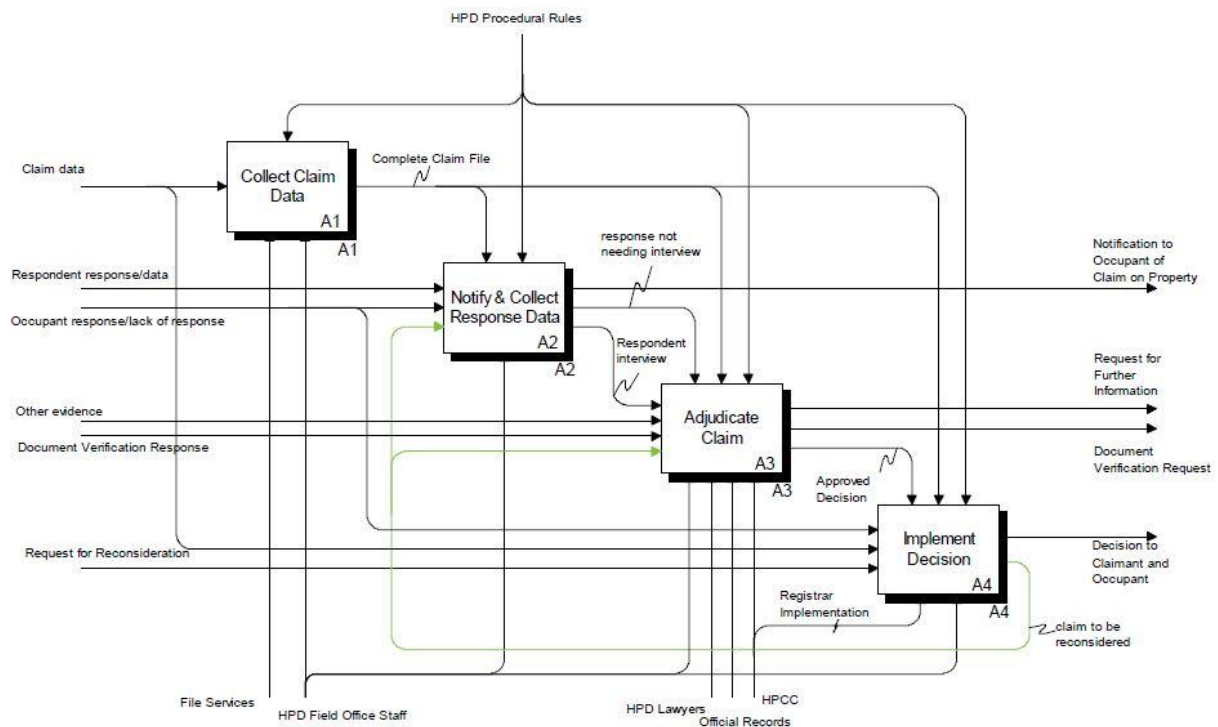 HPD Procedural Rules
Claim data
Collect Claim
Data
A1
A1
Complete Claim File
response not
needing interview
Notification to
Occupant of
Claim on Property
Respondent response/data
Occupant response/lack of response
Notify & Collect
Response Data
A2
A2
Respondent
interview
Request for
Further
Information
Other evidence
Document Verification Response
Adjudicate
Claim
A3
A3
Document
Verification Request
Approved
Decision
Request for Reconsideration
Implement
Decision
A4
A4
Decision to
Claimant and
Occupant
Registrar
Implementation
claim to be
reconsidered
File Services
HPD Field Office Staff
HPD Lawyers
Official Records
HPCC